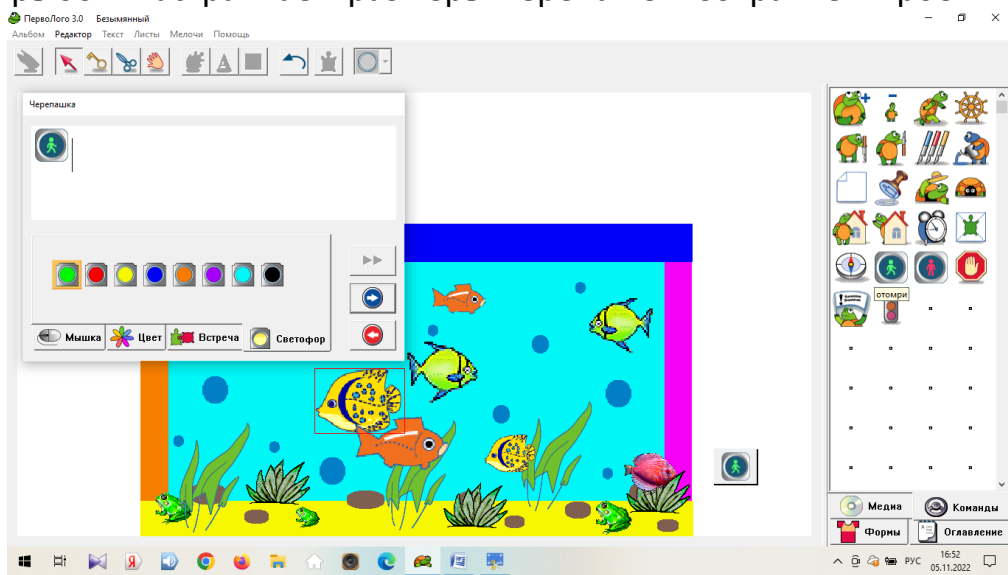 ПервоЛого 3.0 Безымянный
Альбом Редактор Текст Листы Мелочи Помощь
Черепашка
Мышка Цвет Встреча Светофор
отомри
Медиа Команды
Формы Оглавление
РУС 16:52
05.11.2022